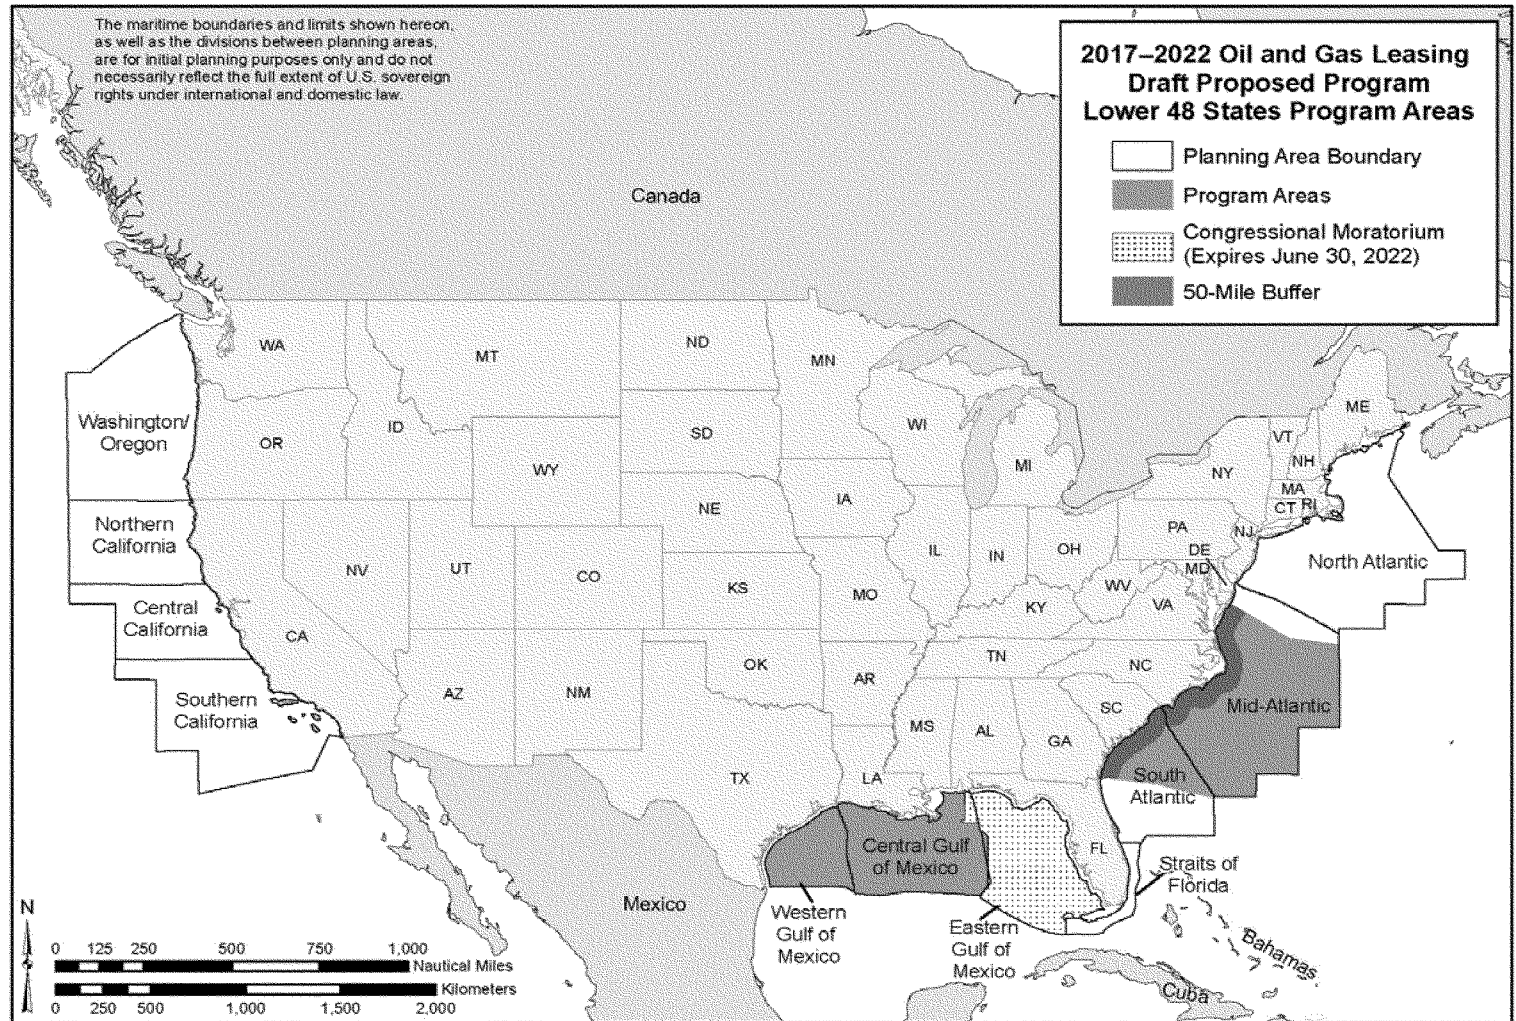 The maritime boundaries and limits shown hereon,
as well as the divisions between planning areas,
are for initial planning purposes only and do not
necessarily reflect the full extent of U.S. sovereign
rights under international and domestic law.
2017–2022 Oil and Gas Leasing
Draft Proposed Program
Lower 48 States Program Areas
Planning Area Boundary
Program Areas
Congressional Moratorium
(Expires June 30, 2022)
50-Mile Buffer
Canada
WA
MT
ND
MN
ME
Washington/
Oregon
OR
ID
SD
WI
VT
NH
WY
MI
NY
MA
CT
RI
Northern
California
NE
IA
PA
NJ
NV
UT
CO
IL
IN
OH
DE
MD
North Atlantic
KS
MO
WV
VA
KY
Central
California
CA
OK
TN
NC
AZ
NM
AR
SC
Mid-Atlantic
Southern
California
MS
AL
GA
TX
LA
South
Atlantic
Central Gulf
of Mexico
FL
Straits of
Florida
Mexico
Western
Gulf of
Mexico
Eastern
Gulf of
Mexico
Bahamas
Cuba
N
0 125 250 500 750 1,000
Nautical Miles
Kilometers
0 250 500 1,000 1,500 2,000